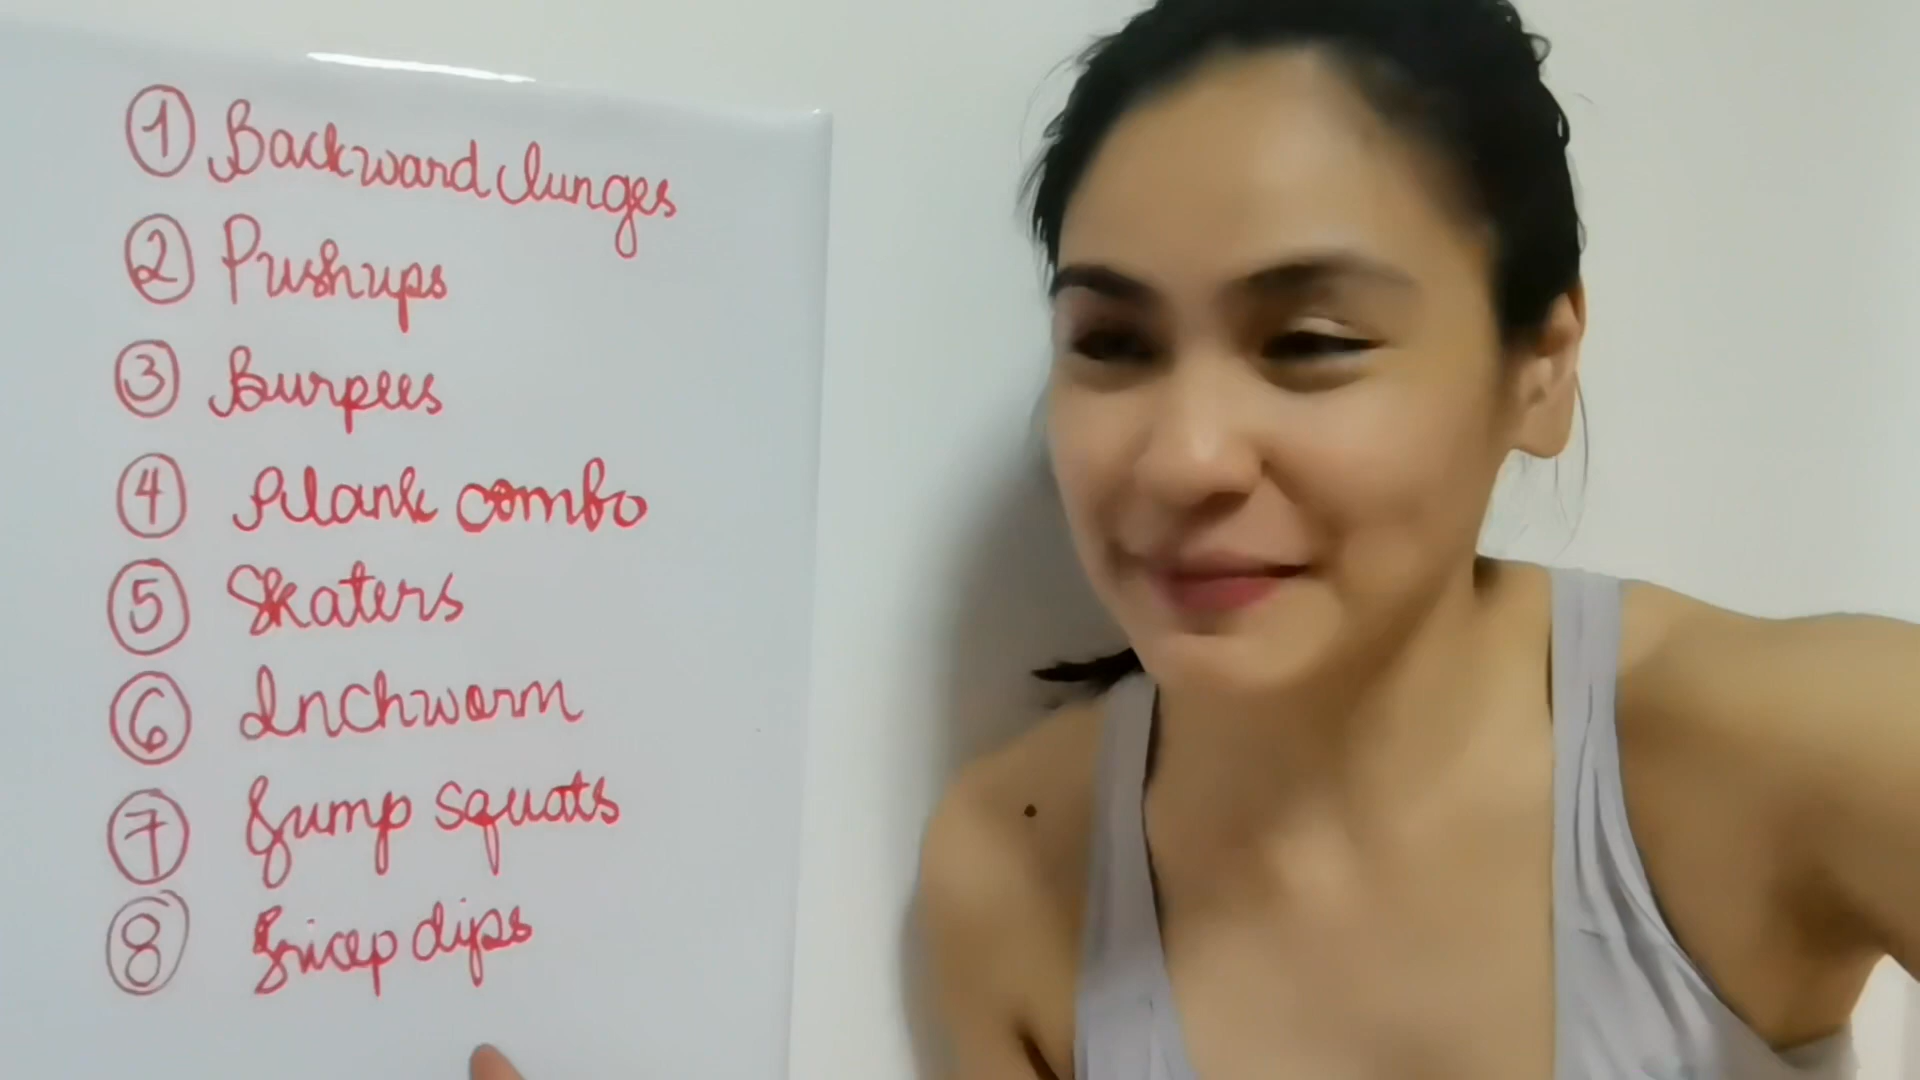 1 Backward lunges
2 Pushups
3 Burpees
4 Plank combo
5 Skaters
6 Inchworm
7 Jump squats
8 Tricep dips